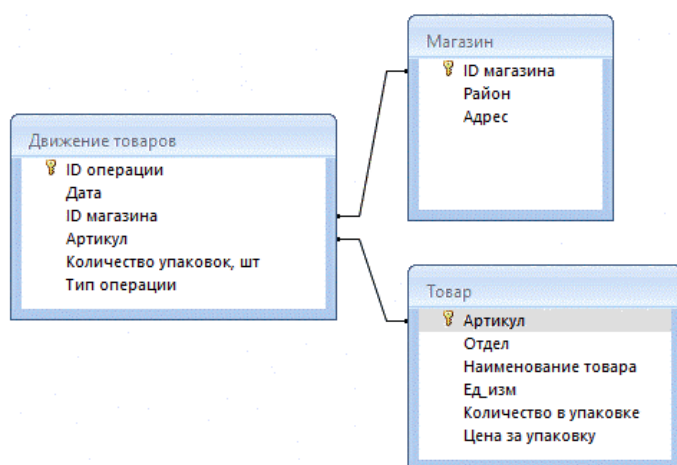 Движение товаров
ID операции
Дата
ID магазина
Артикул
Количество упаковок, шт
Тип операции
Магазин
ID магазина
Район
Адрес
Товар
Артикул
Отдел
Наименование товара
Ед_изм
Количество в упаковке
Цена за упаковку